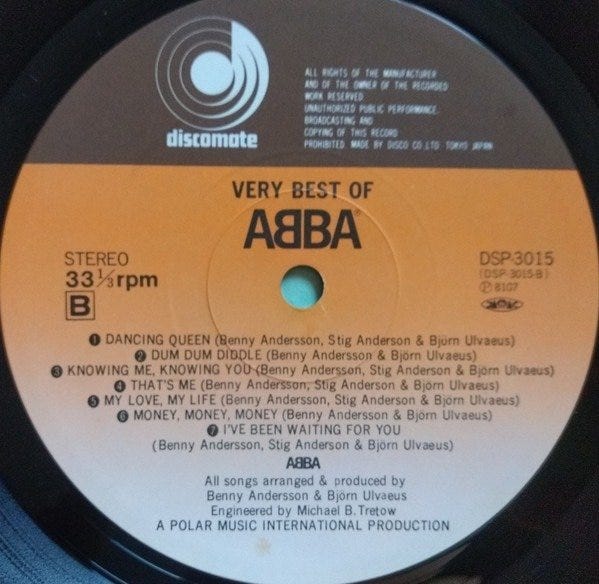 discomate
ALL RIGHTS OF THE MANUFACTURER
AND OF THE OWNER OF THE RECORDED
WORK RESERVED
UNAUTHORIZED PUBLIC PERFORMANCE.
BROADCASTING AND
COPYING OF THIS RECORD
PROHIBITED MADE BY DISCO CO. LTD TOKYO JAPAN
VERY BEST OF
ABBA®
STEREO
33 1/3 rpm
B
DSP-3015
(DSP-3015-B)
Ⓟ 8107
❶ DANCING QUEEN (Benny Andersson, Stig Anderson & Björn Ulvaeus)
❷ DUM DUM DIDDLE (Benny Andersson & Björn Ulvaeus)
❸ KNOWING ME, KNOWING YOU (Benny Andersson, Stig Anderson & Björn Ulvaeus)
❹ THAT'S ME (Benny Andersson, Stig Anderson & Björn Ulvaeus)
❺ MY LOVE, MY LIFE (Benny Andersson, Stig Anderson & Björn Ulvaeus)
❻ MONEY, MONEY, MONEY (Benny Andersson & Björn Ulvaeus)
❼ I'VE BEEN WAITING FOR YOU
(Benny Andersson, Stig Anderson & Björn Ulvaeus)
ABBA
All songs arranged & produced by
Benny Andersson & Björn Ulvaeus
Engineered by Michael B. Tretow
A POLAR MUSIC INTERNATIONAL PRODUCTION